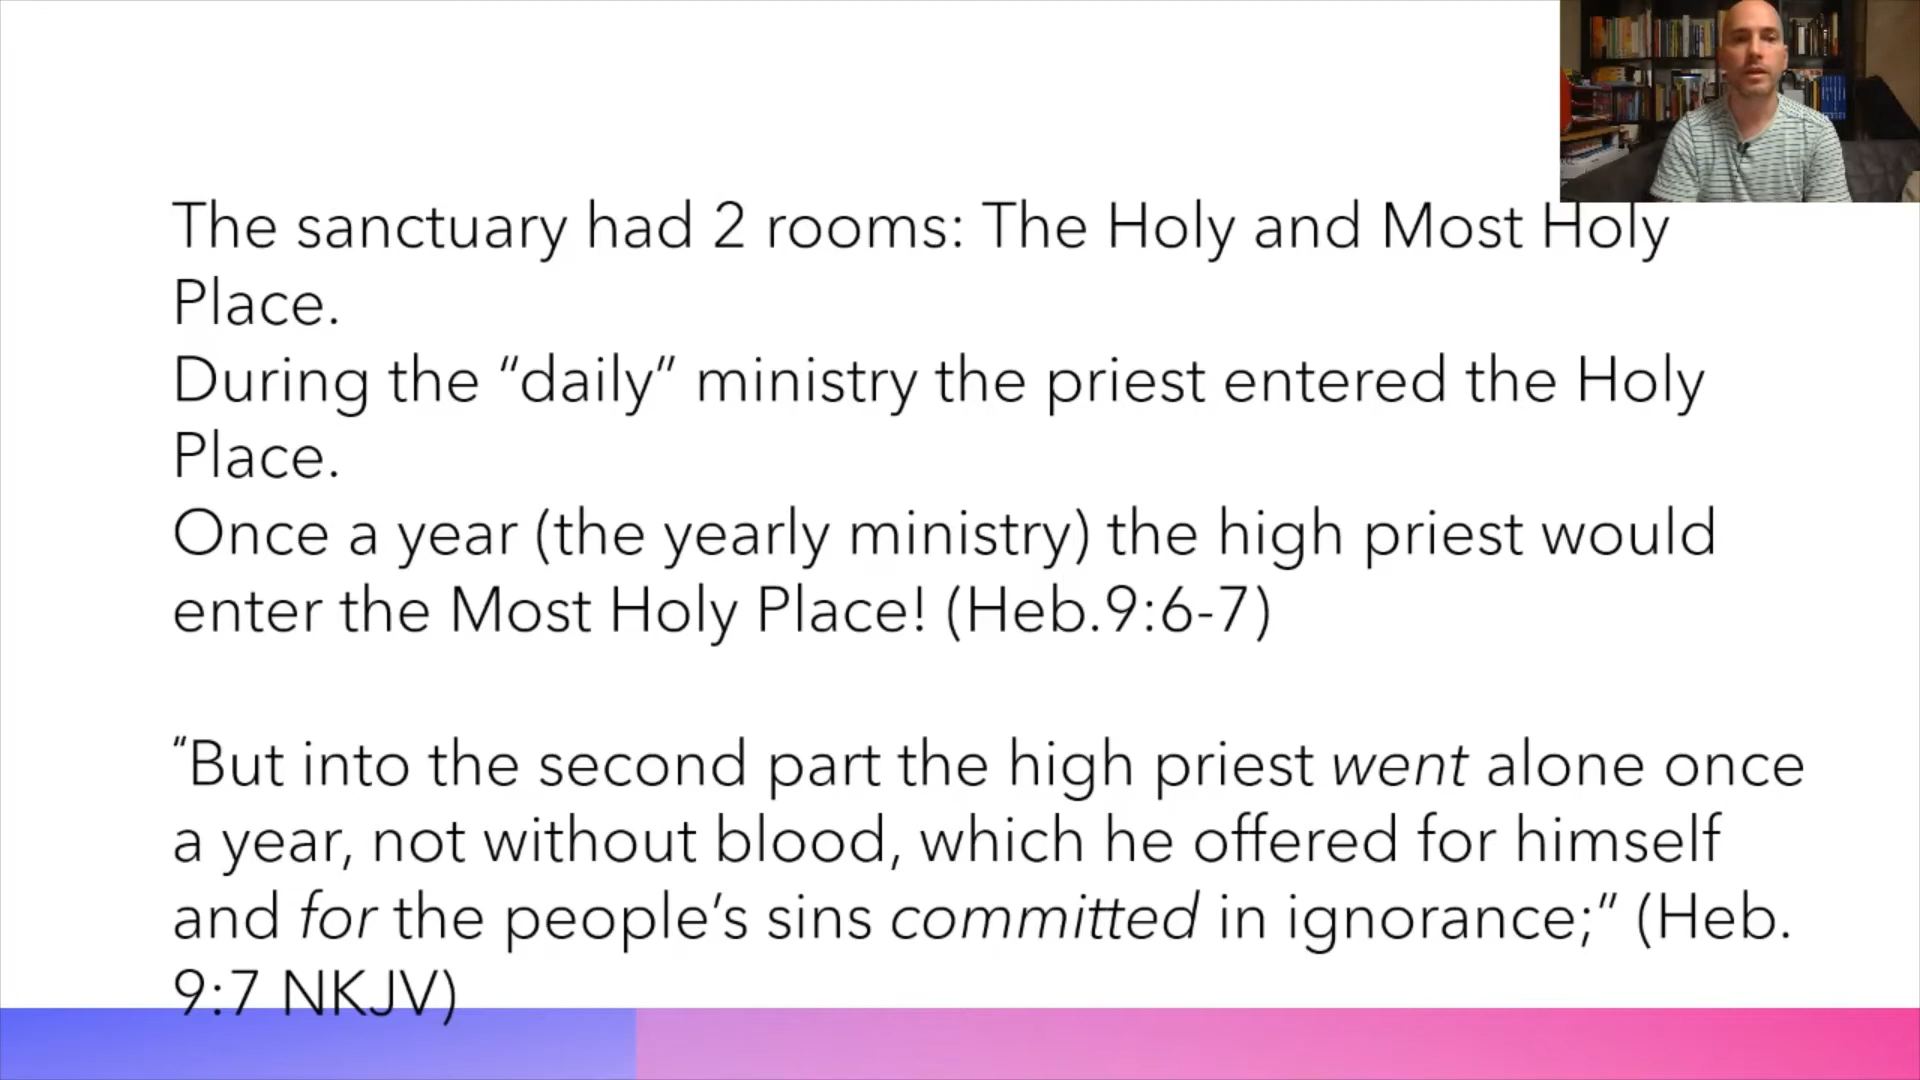 The sanctuary had 2 rooms: The Holy and Most Holy
Place.
During the “daily” ministry the priest entered the Holy
Place.
Once a year (the yearly ministry) the high priest would
enter the Most Holy Place! (Heb.9:6-7)
“But into the second part the high priest went alone once
a year, not without blood, which he offered for himself
and for the people’s sins committed in ignorance;” (Heb.
9:7 NKJV)